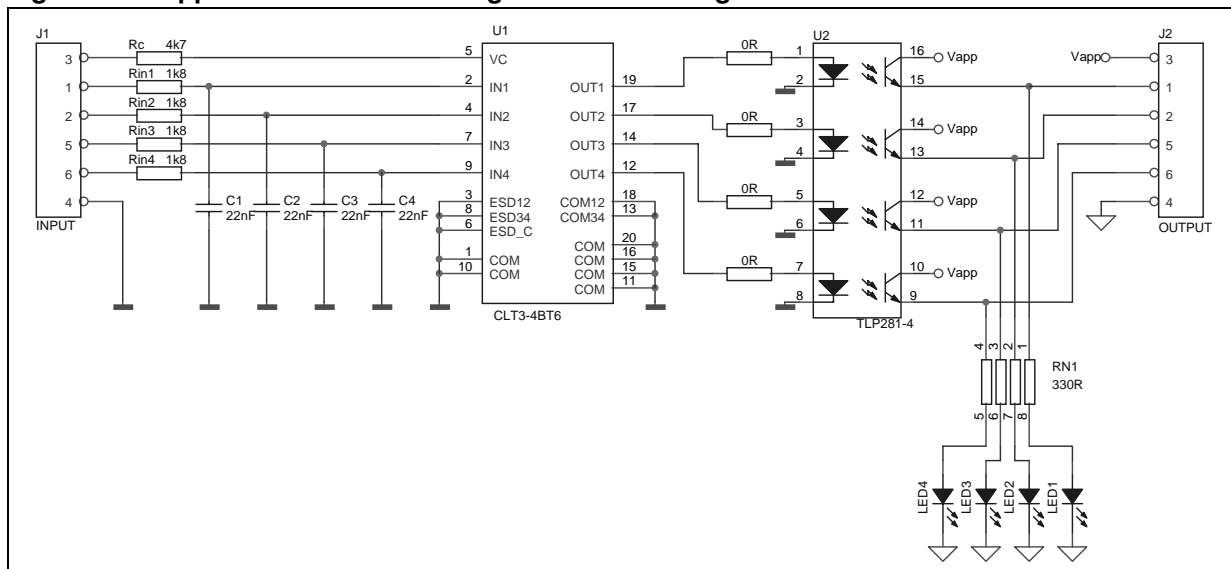 J1
U1
U2
J2
3
Rc 4k7
5
VC
0R
1
16
Vapp
Vapp
3
1
Rin1 1k8
2
IN1
OUT1
19
2
15
1
2
Rin2 1k8
4
IN2
OUT2
17
0R
3
14
Vapp
2
5
Rin3 1k8
7
IN3
OUT3
14
4
13
5
6
Rin4 1k8
9
IN4
OUT4
12
0R
5
12
Vapp
6
4
INPUT
C1
22nF
C2
22nF
C3
22nF
C4
22nF
3
ESD12
COM12
18
8
ESD34
COM34
13
6
ESD_C
COM
20
1
COM
COM
16
10
COM
COM
15
COM
11
6
11
4
OUTPUT
0R
7
10
Vapp
8
9
CLT3-4BT6
TLP281-4
4
3
2
1
RN1
330R
5
6
7
8
LED4
LED3
LED2
LED1